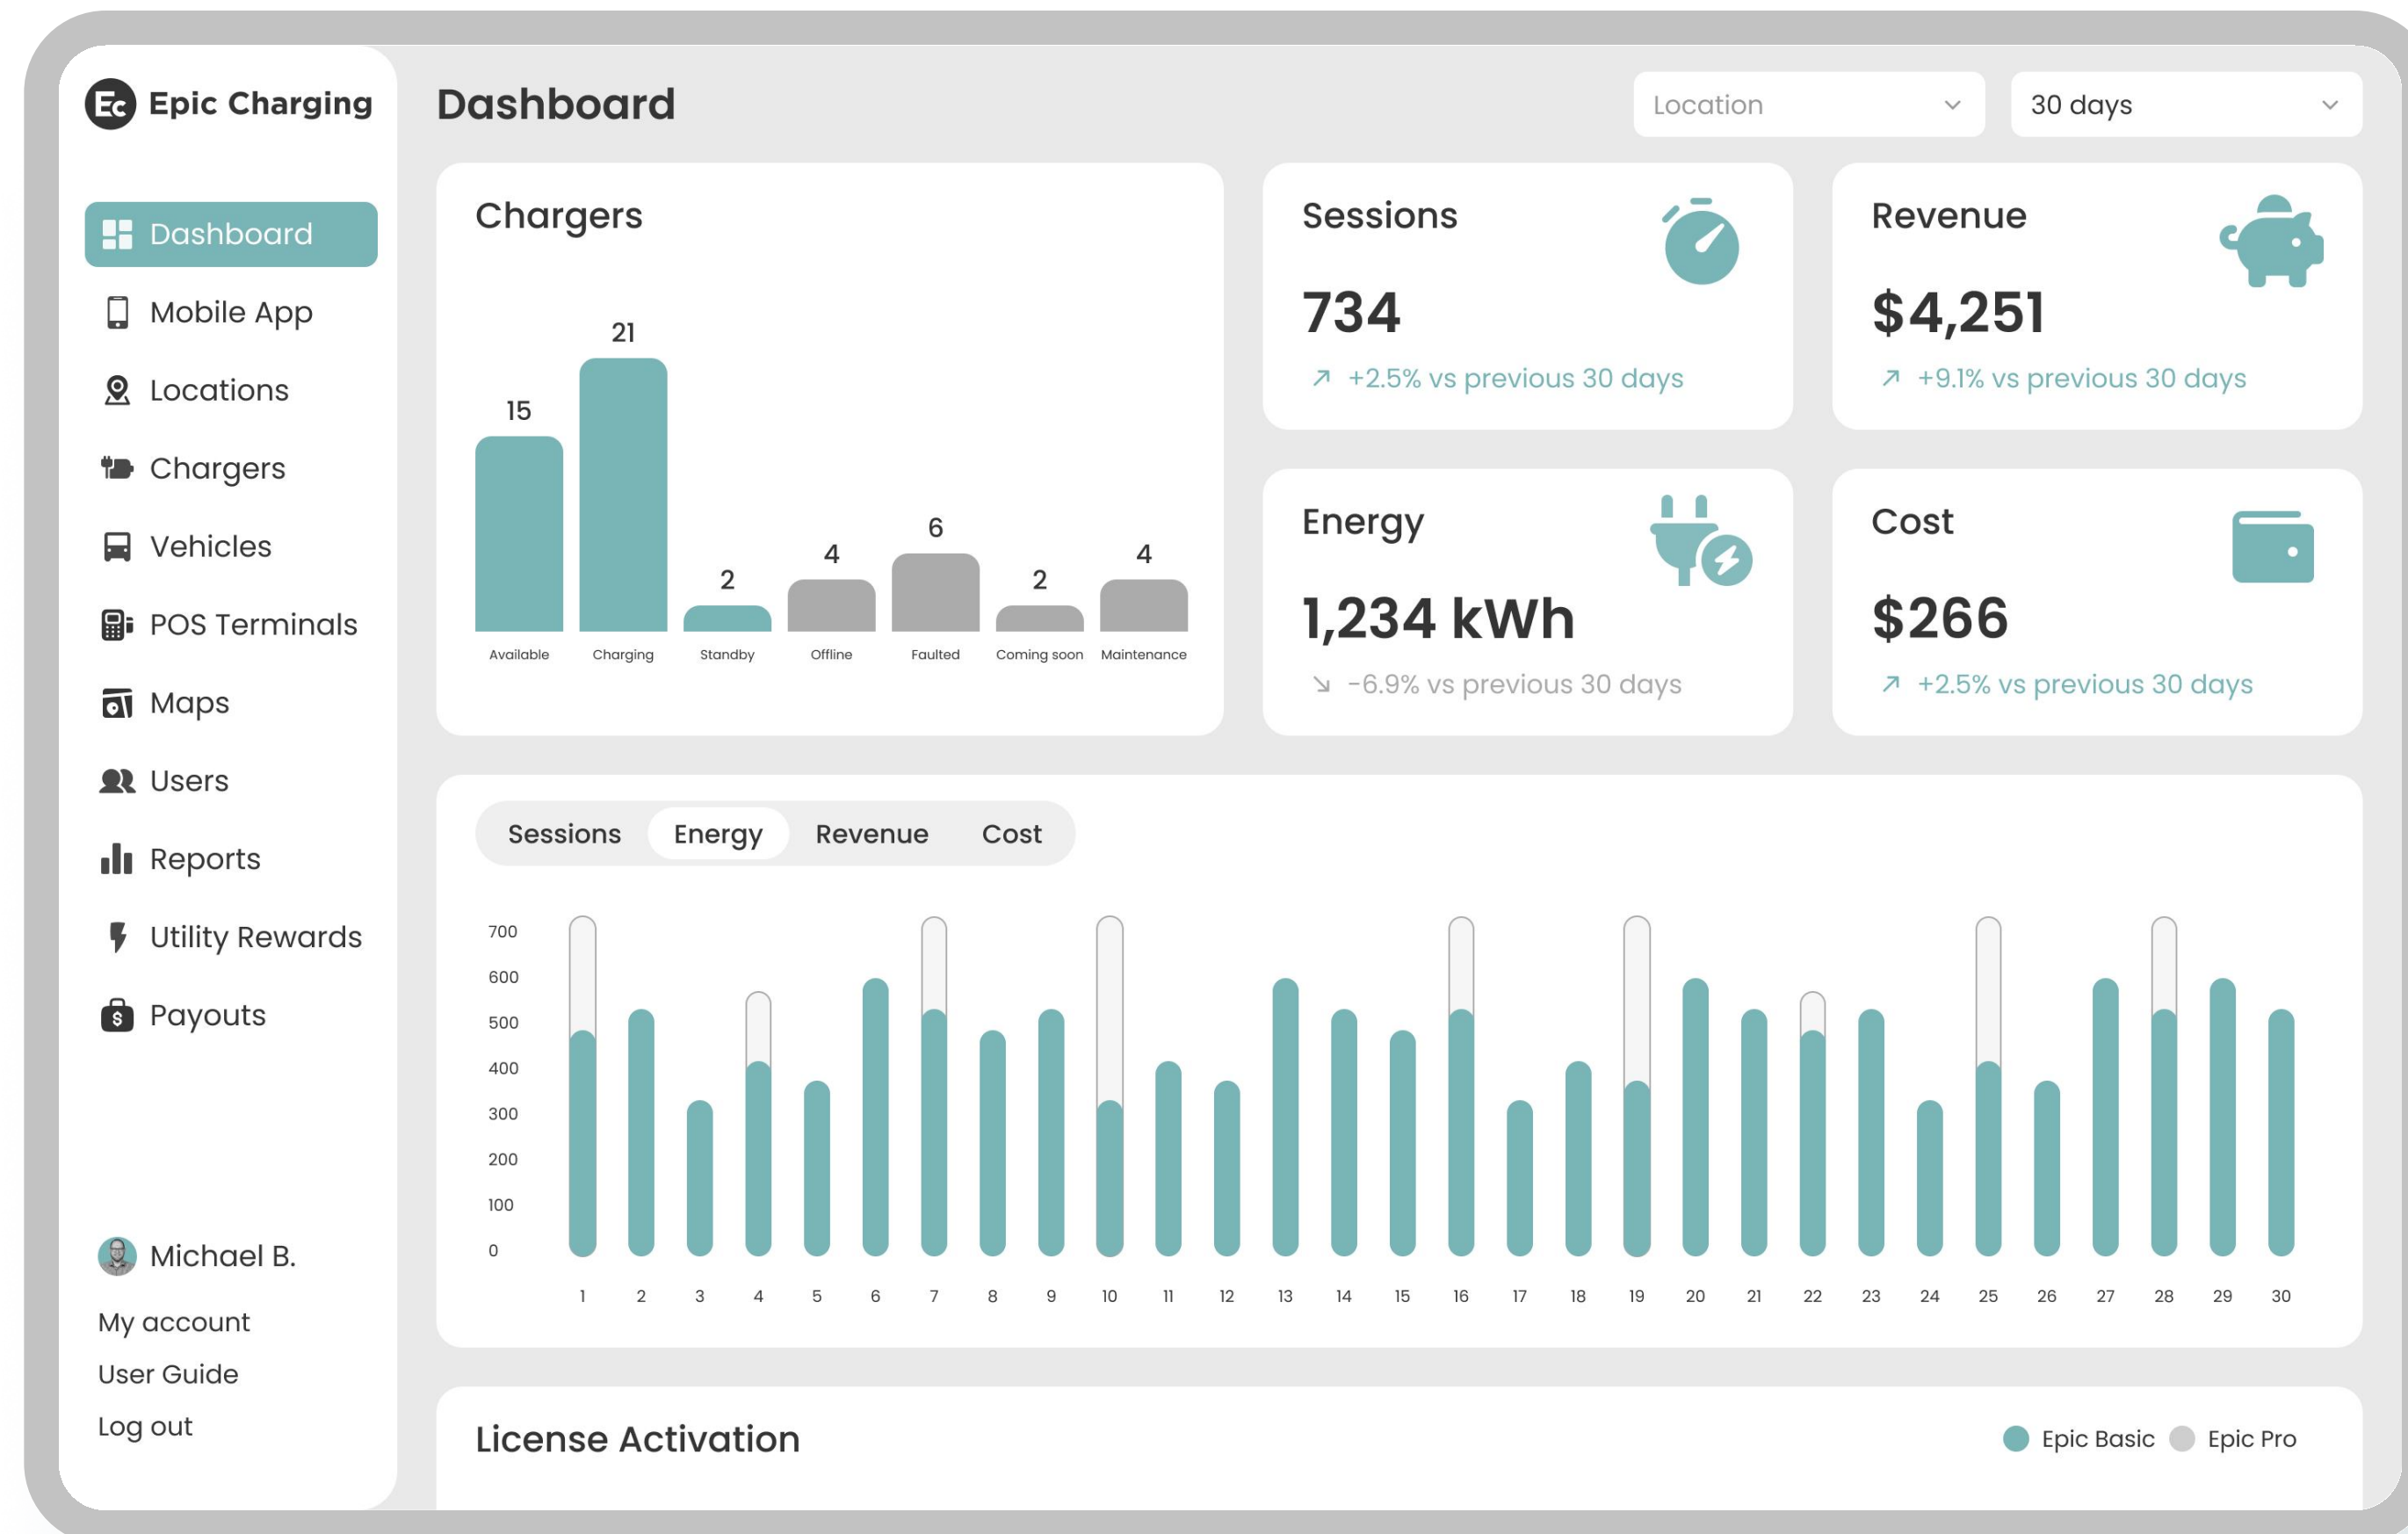 Ec Epic Charging
Dashboard
Mobile App
Locations
Chargers
Vehicles
POS Terminals
Maps
Users
Reports
Utility Rewards
Payouts
Michael B.
My account
User Guide
Log out
Dashboard
Location
30 days
Chargers
15
21
2
4
6
2
4
Available
Charging
Standby
Offline
Faulted
Coming soon
Maintenance
Sessions
734
+2.5% vs previous 30 days
Revenue
$4,251
+9.1% vs previous 30 days
Energy
1,234 kWh
-6.9% vs previous 30 days
Cost
$266
+2.5% vs previous 30 days
Sessions Energy Revenue Cost
700
600
500
400
300
200
100
0
1 2 3 4 5 6 7 8 9 10 11 12 13 14 15 16 17 18 19 20 21 22 23 24 25 26 27 28 29 30
License Activation
Epic Basic Epic Pro